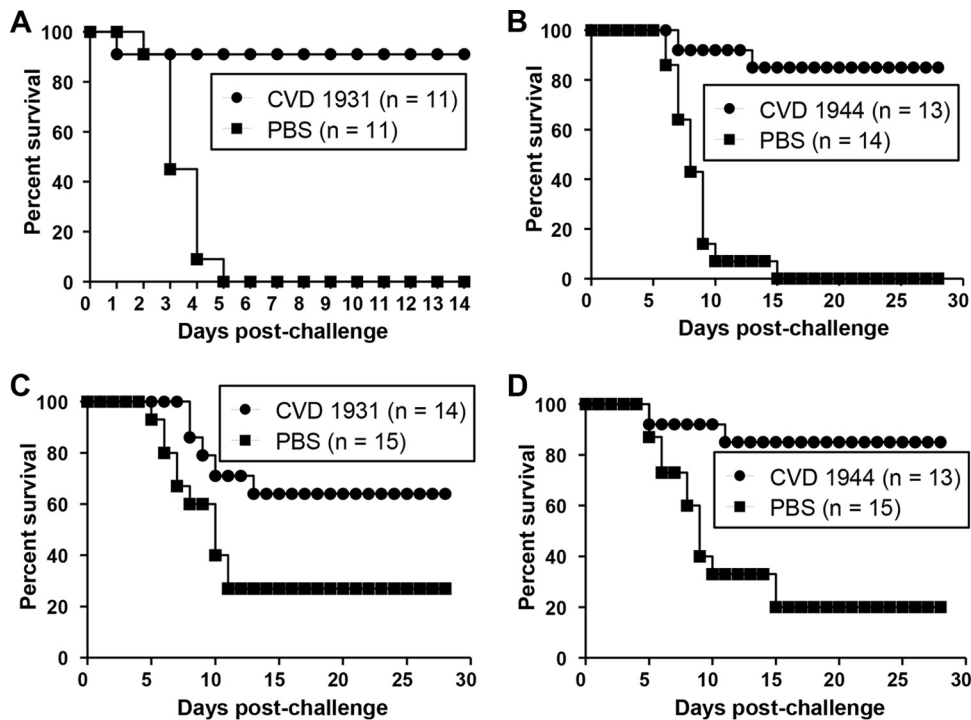 A
Percent survival
100
80
60
40
20
0
CVD 1931 (n = 11)
PBS (n = 11)
0 1 2 3 4 5 6 7 8 9 10 11 12 13 14
Days post-challenge
B
Percent survival
100
80
60
40
20
0
CVD 1944 (n = 13)
PBS (n = 14)
0 5 10 15 20 25 30
Days post-challenge
C
Percent survival
100
80
60
40
20
0
CVD 1931 (n = 14)
PBS (n = 15)
0 5 10 15 20 25 30
Days post-challenge
D
Percent survival
100
80
60
40
20
0
CVD 1944 (n = 13)
PBS (n = 15)
0 5 10 15 20 25 30
Days post-challenge